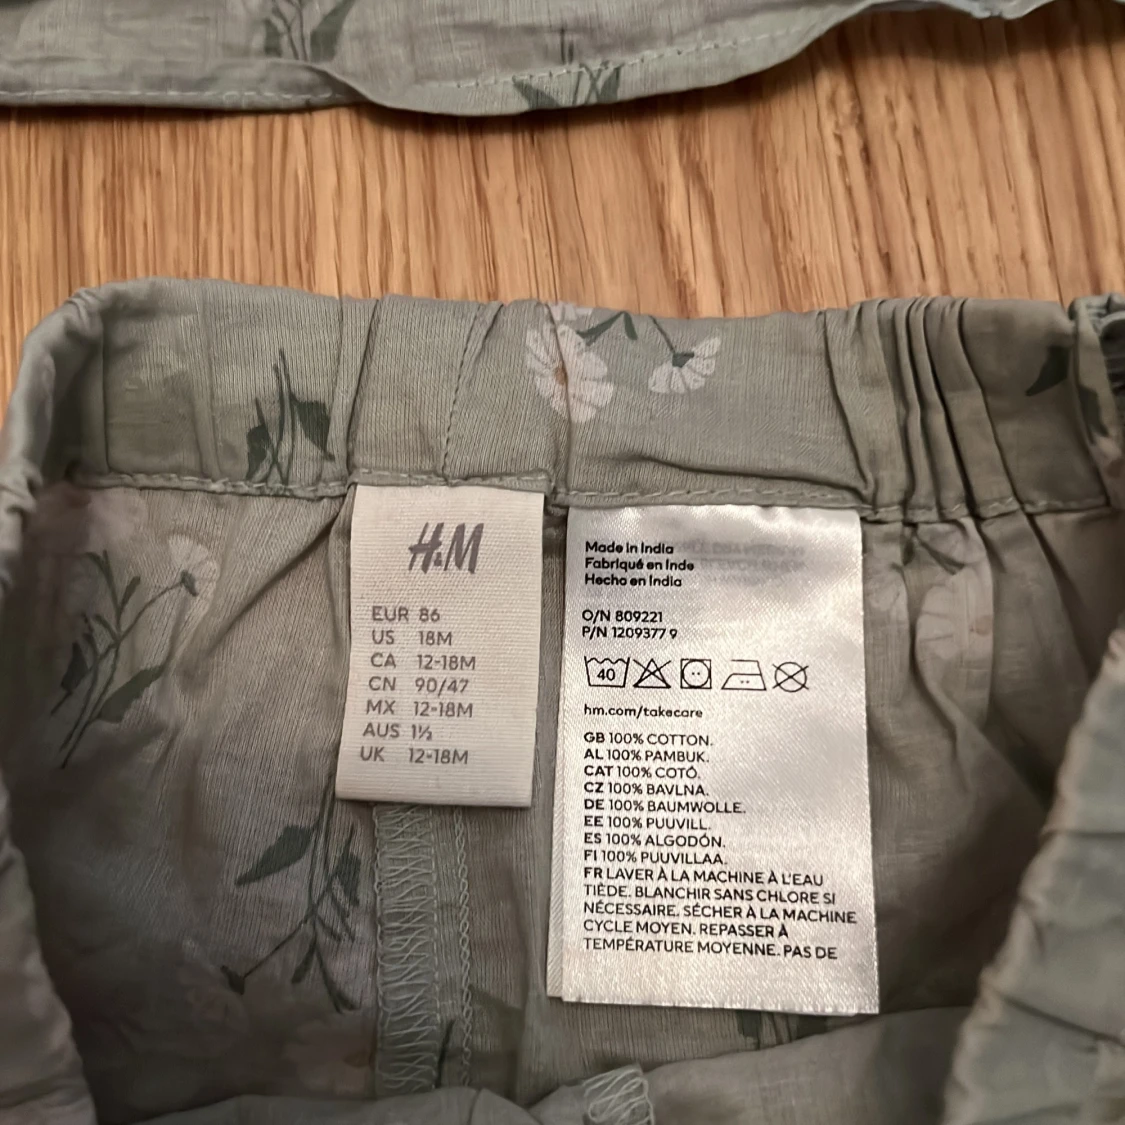 H&M
EUR 86
US 18M
CA 12-18M
CN 90/47
MX 12-18M
AUS 1½
UK 12-18M
Made in India
Fabriqué en Inde
Hecho en India
O/N 809221
P/N 1209377 9
40
hm.com/takecare
GB 100% COTTON.
AL 100% PAMBUK.
CAT 100% COTÓ.
CZ 100% BAVLNA.
DE 100% BAUMWOLLE.
EE 100% PUUVILL.
ES 100% ALGODÓN.
FI 100% PUUVILLAA.
FR LAVER À LA MACHINE À L'EAU
TIÈDE. BLANCHIR SANS CHLORE SI
NÉCESSAIRE. SÉCHER À LA MACHINE
CYCLE MOYEN. REPASSER À
TEMPÉRATURE MOYENNE. PAS DE